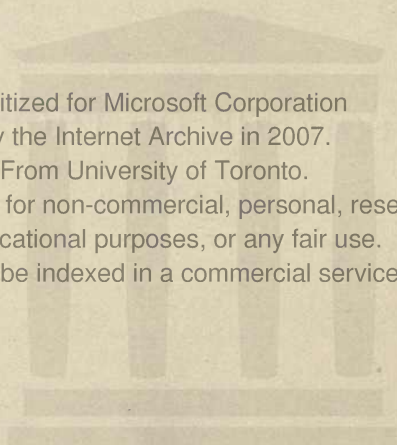 itized for Microsoft Corporation
y the Internet Archive in 2007.
From University of Toronto.
for non-commercial, personal, rese
cational purposes, or any fair use.
be indexed in a commercial service